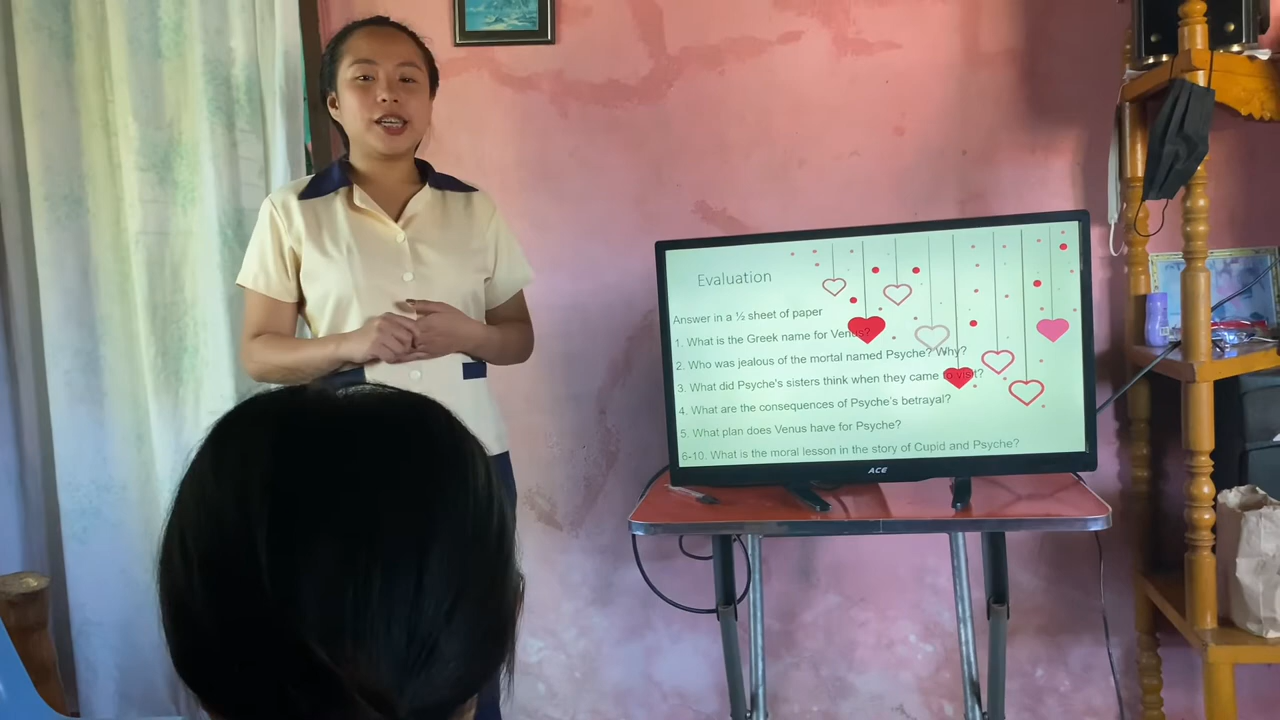 Evaluation
Answer in a ½ sheet of paper
1. What is the Greek name for Venus?
2. Who was jealous of the mortal named Psyche? Why?
3. What did Psyche's sisters think when they came to visit?
4. What are the consequences of Psyche's betrayal?
5. What plan does Venus have for Psyche?
6-10. What is the moral lesson in the story of Cupid and Psyche?
ACE